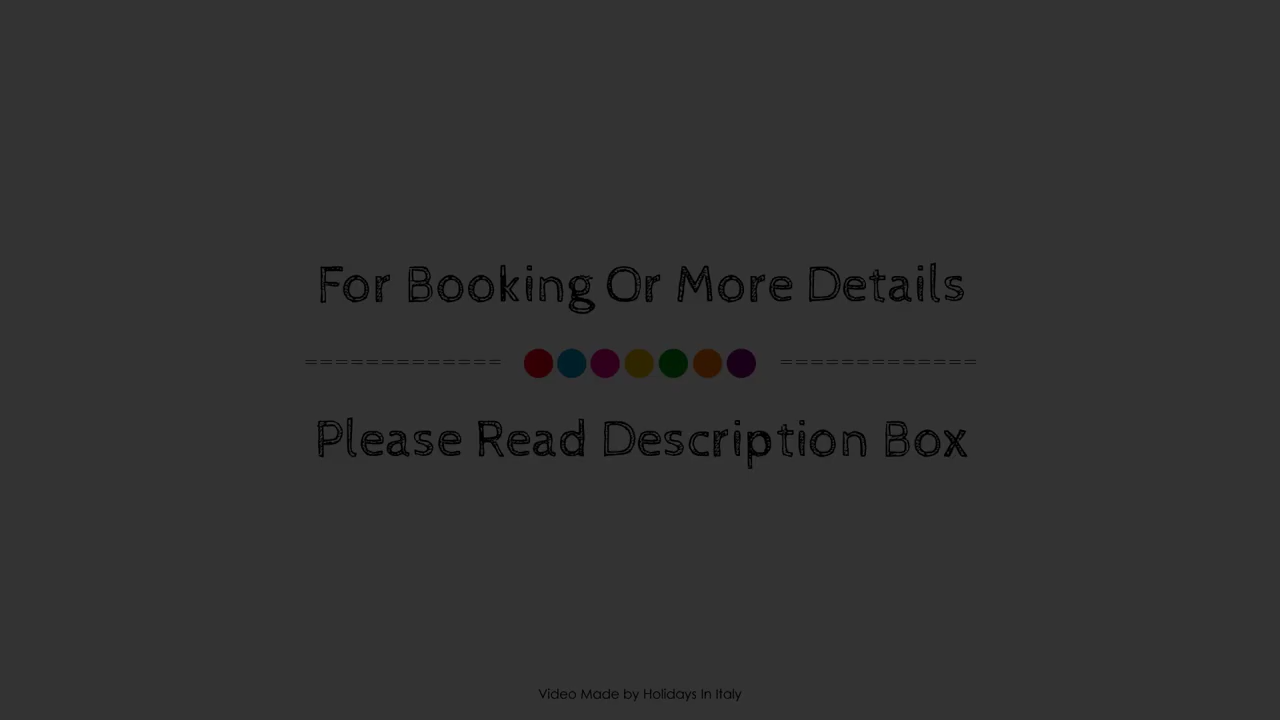 For Booking Or More Details
============= =============
Please Read Description Box
Video Made by Holidays In Italy